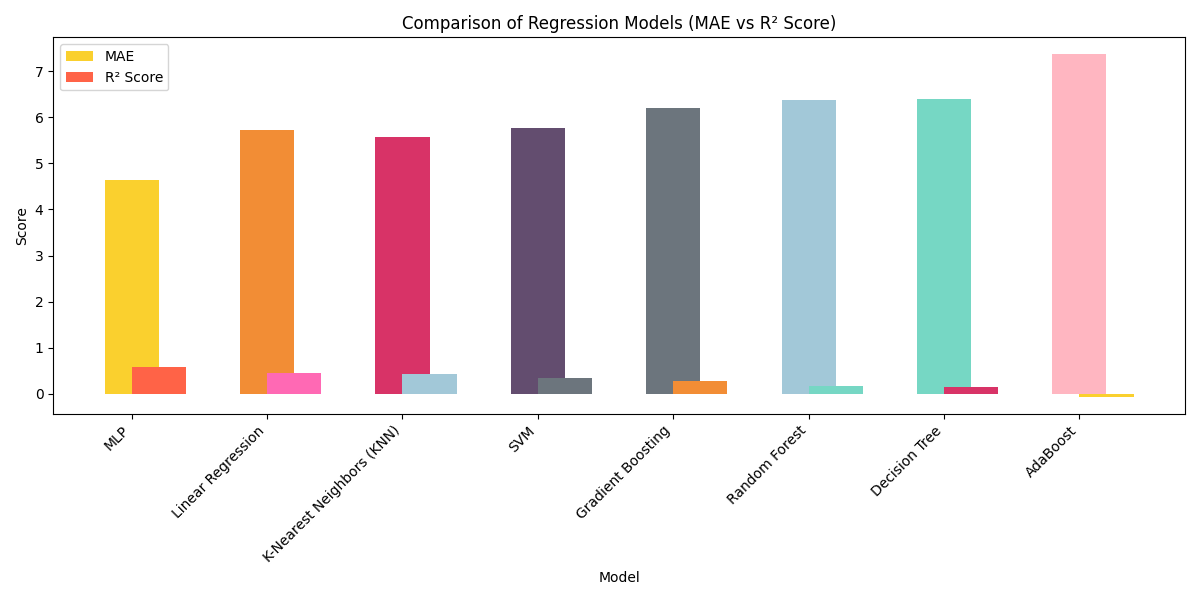 Comparison of Regression Models (MAE vs R² Score)
MAE
R² Score
Score
7
6
5
4
3
2
1
0
MLP
Linear Regression
K-Nearest Neighbors (KNN)
SVM
Gradient Boosting
Random Forest
Decision Tree
AdaBoost
Model